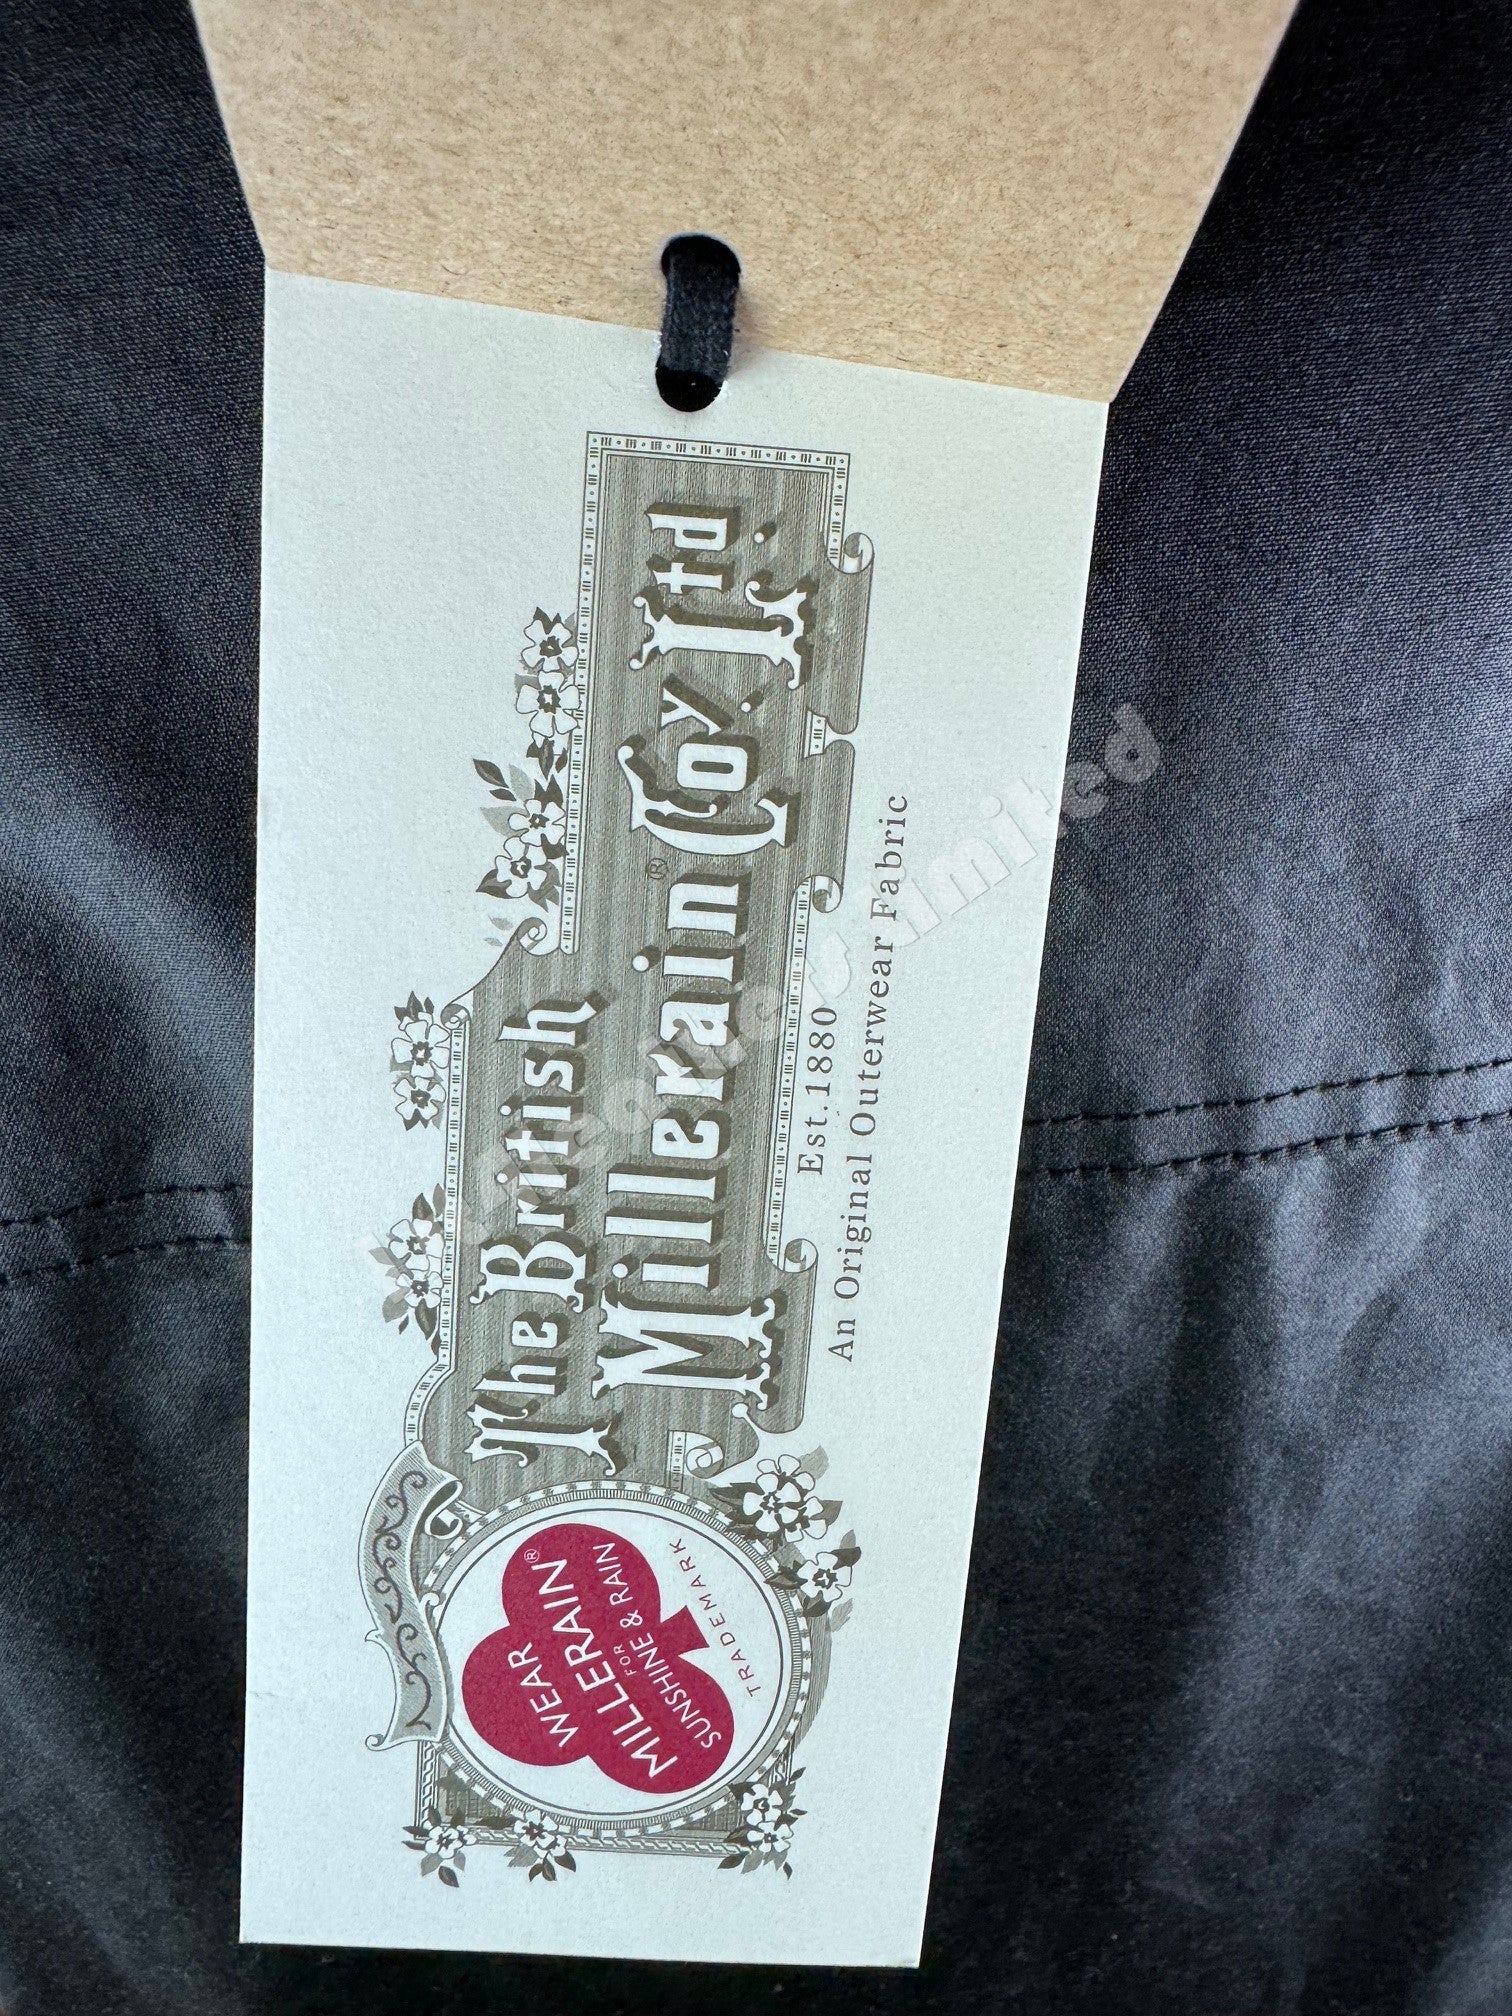 The British
Millerain® Coy. Ltd.
Est.1880
An Original Outerwear Fabric
WEAR
MILLERAIN®
FOR
SUNSHINE & RAIN
TRADEMARK